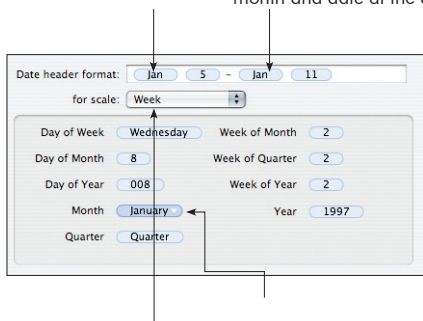 Date header format: Jan 5 - Jan 11
for scale: Week
Day of Week Wednesday Week of Month 2
Day of Month 8 Week of Quarter 2
Day of Year 008 Week of Year 2
Month January Year 1997
Quarter Quarter